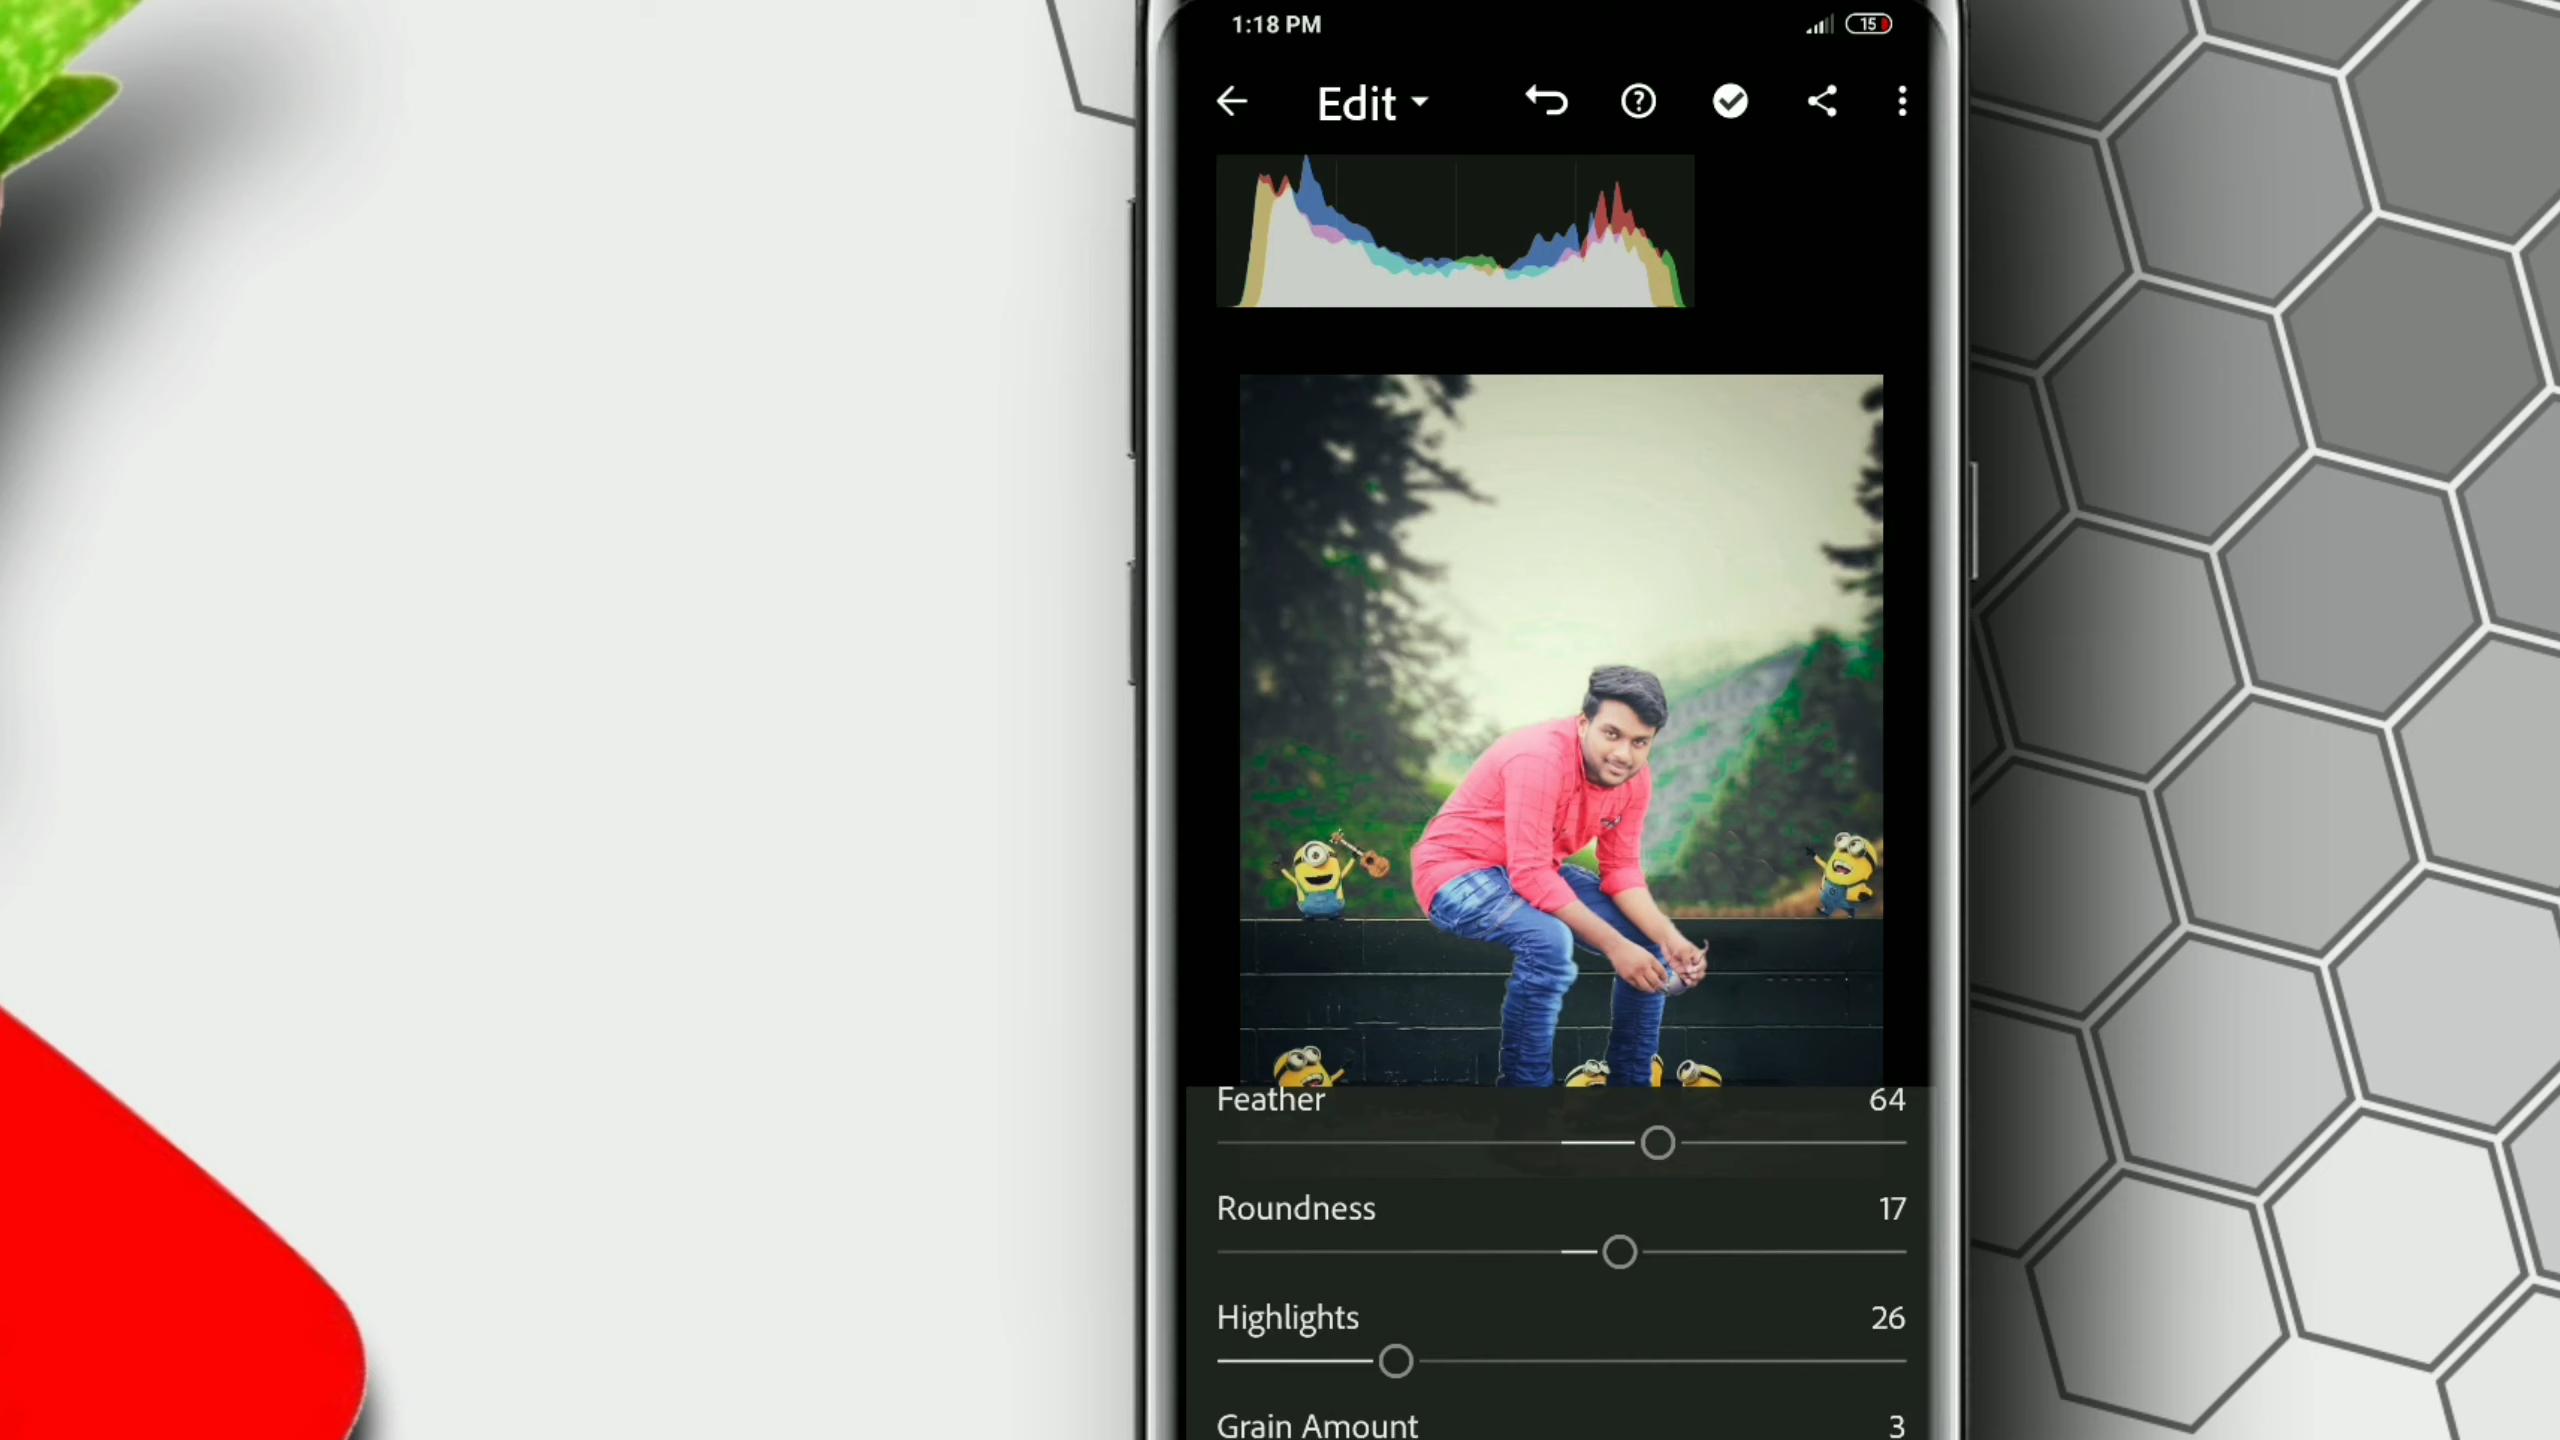 1:18 PM
15
Edit
Feather 64
Roundness 17
Highlights 26
Grain Amount 3